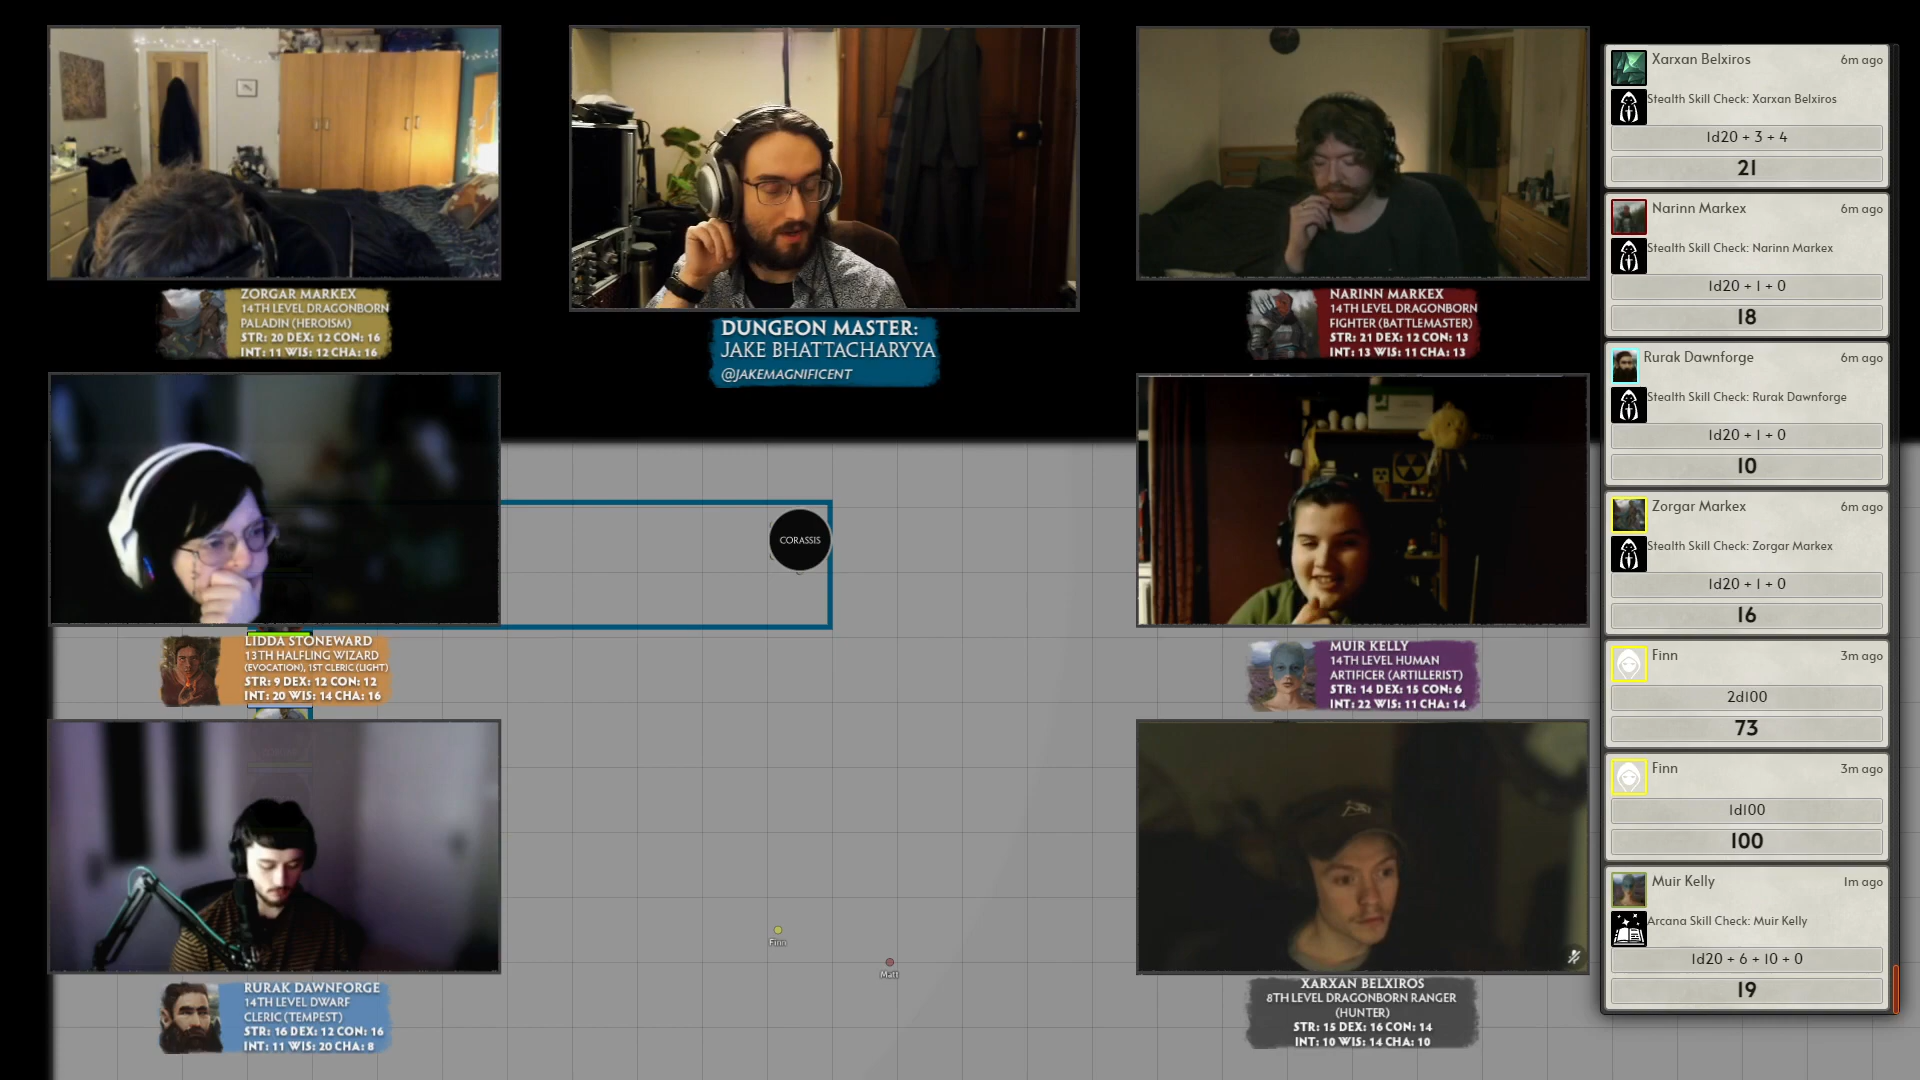 ZORGAR MARKEX
14TH LEVEL DRAGONBORN
PALADIN (HEROISM)
STR: 20 DEX: 12 CON: 16
INT: 11 WIS: 12 CHA: 16
DUNGEON MASTER:
JAKE BHATTACHARYYA
@JAKEMAGNIFICENT
NARINN MARKEX
14TH LEVEL DRAGONBORN
FIGHTER (BATTLEMASTER)
STR: 21 DEX: 12 CON: 13
INT: 13 WIS: 11 CHA: 13
CORASSIS
LIDDA STONEWARD
13TH HALFLING WIZARD
(EVOCATION), 1ST CLERIC (LIGHT)
STR: 9 DEX: 12 CON: 12
INT: 20 WIS: 14 CHA: 16
MUIR KELLY
14TH LEVEL HUMAN
ARTIFICER (ARTILLERIST)
STR: 14 DEX: 15 CON: 6
INT: 22 WIS: 11 CHA: 14
Finn
Matt
RURAK DAWNFORGE
14TH LEVEL DWARF
CLERIC (TEMPEST)
STR: 16 DEX: 12 CON: 16
INT: 11 WIS: 20 CHA: 8
XARXAN BELXIROS
8TH LEVEL DRAGONBORN RANGER
(HUNTER)
STR: 15 DEX: 16 CON: 14
INT: 10 WIS: 14 CHA: 10
Xarxan Belxiros 6m ago
Stealth Skill Check: Xarxan Belxiros
1d20 + 3 + 4
21
Narinn Markex 6m ago
Stealth Skill Check: Narinn Markex
1d20 + 1 + 0
18
Rurak Dawnforge 6m ago
Stealth Skill Check: Rurak Dawnforge
1d20 + 1 + 0
10
Zorgar Markex 6m ago
Stealth Skill Check: Zorgar Markex
1d20 + 1 + 0
16
Finn 3m ago
2d100
73
Finn 3m ago
1d100
100
Muir Kelly 1m ago
Arcana Skill Check: Muir Kelly
1d20 + 6 + 10 + 0
19